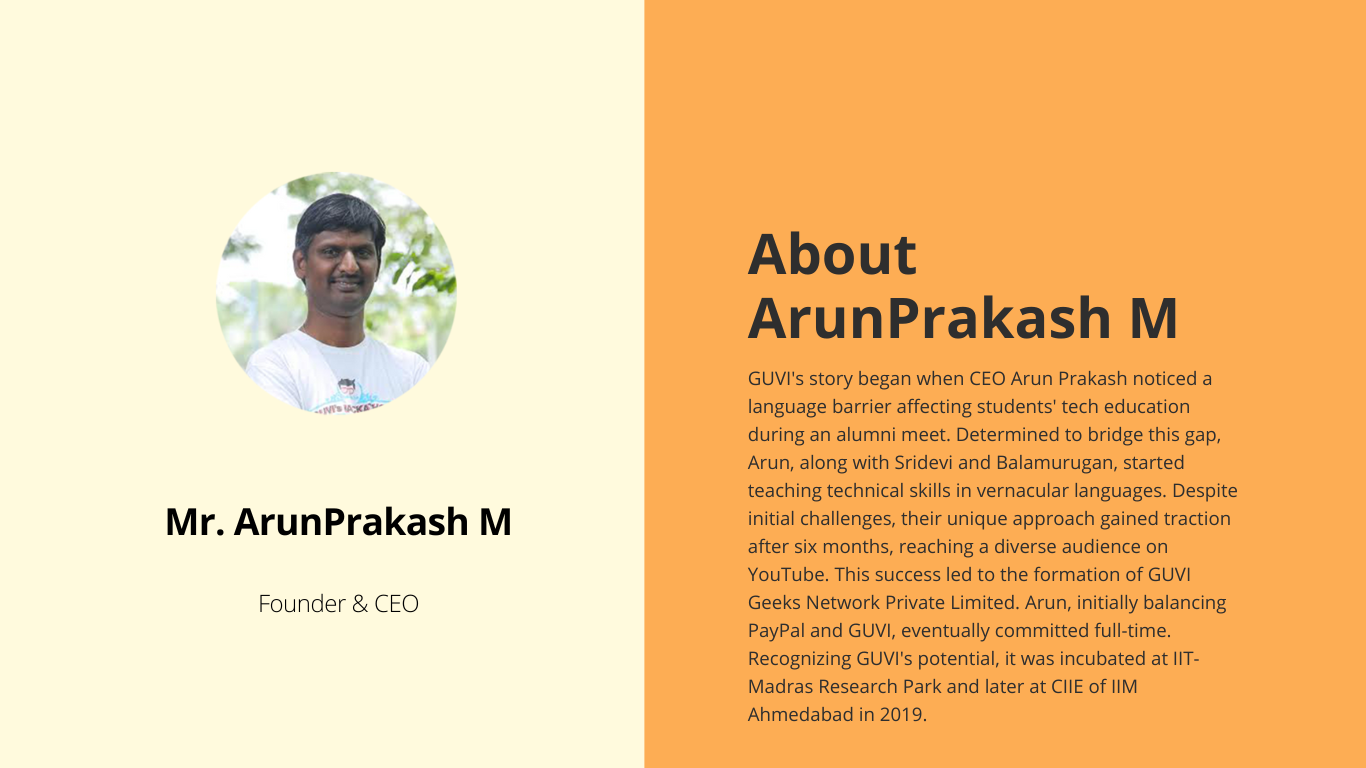 Mr. ArunPrakash M
Founder & CEO
About
ArunPrakash M
GUVI's story began when CEO Arun Prakash noticed a
language barrier affecting students' tech education
during an alumni meet. Determined to bridge this gap,
Arun, along with Sridevi and Balamurugan, started
teaching technical skills in vernacular languages. Despite
initial challenges, their unique approach gained traction
after six months, reaching a diverse audience on
YouTube. This success led to the formation of GUVI
Geeks Network Private Limited. Arun, initially balancing
PayPal and GUVI, eventually committed full-time.
Recognizing GUVI's potential, it was incubated at IIT-
Madras Research Park and later at CIIE of IIM
Ahmedabad in 2019.